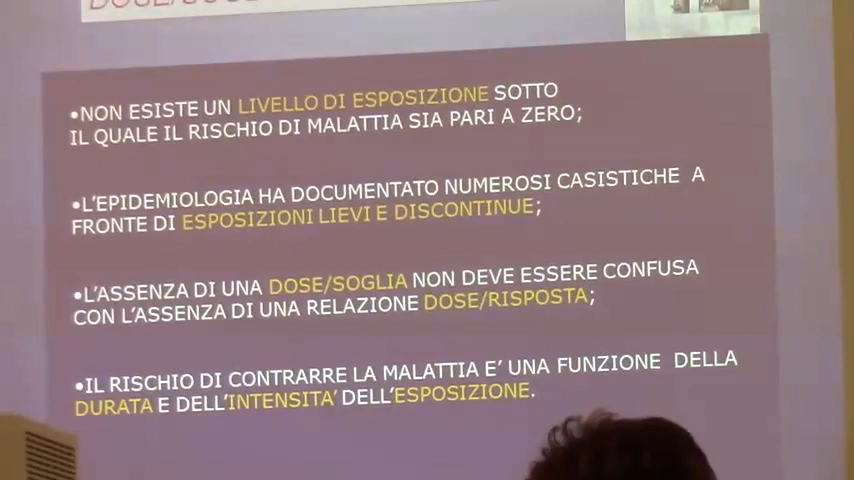 •NON ESISTE UN LIVELLO DI ESPOSIZIONE SOTTO
IL QUALE IL RISCHIO DI MALATTIA SIA PARI A ZERO;
•L'EPIDEMIOLOGIA HA DOCUMENTATO NUMEROSI CASISTICHE A
FRONTE DI ESPOSIZIONI LIEVI E DISCONTINUE;
•L'ASSENZA DI UNA DOSE/SOGLIA NON DEVE ESSERE CONFUSA
CON L'ASSENZA DI UNA RELAZIONE DOSE/RISPOSTA;
•IL RISCHIO DI CONTRARRE LA MALATTIA E' UNA FUNZIONE DELLA
DURATA E DELL'INTENSITA' DELL'ESPOSIZIONE.